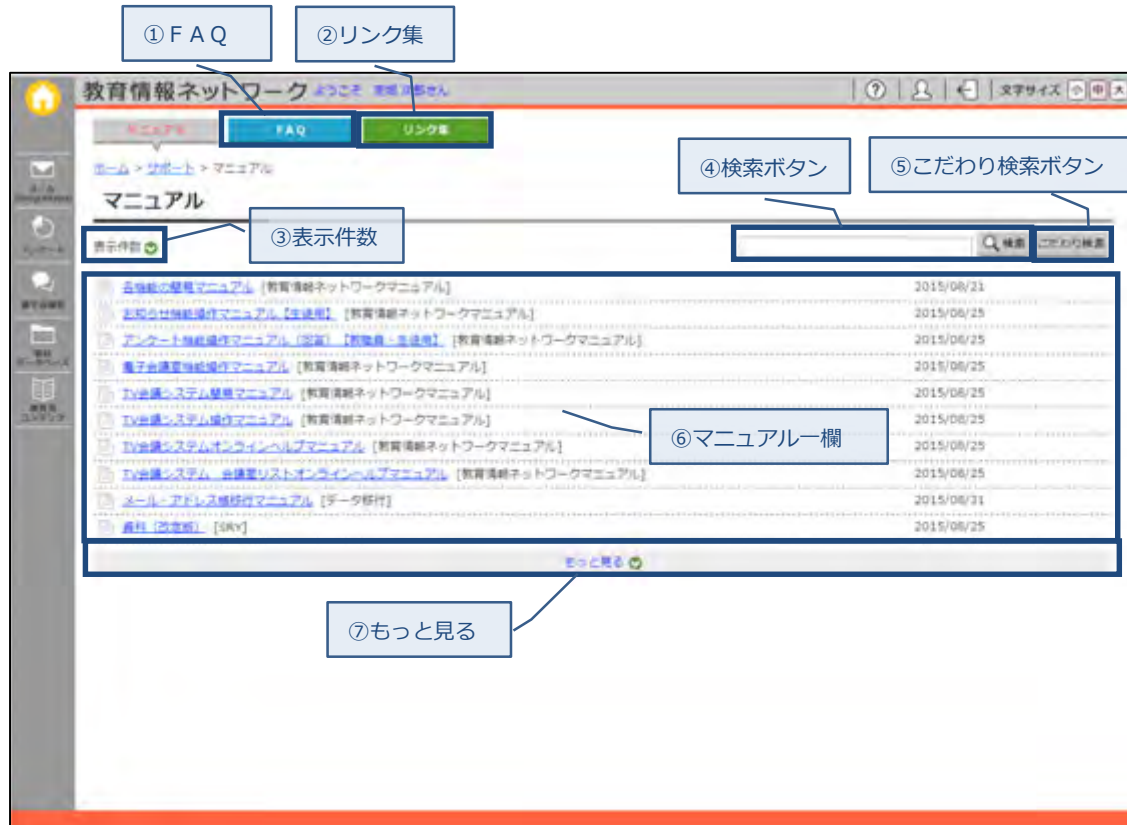 ①ＦＡＱ
②リンク集
教育情報ネットワーク ようこそ
文字サイズ 小 中 大
マニュアル
FAQ
リンク集
ホーム > サポート > マニュアル
④検索ボタン
⑤こだわり検索ボタン
マニュアル
③表示件数
表示件数
検索
こだわり検索
各機能の簡易マニュアル [教育情報ネットワークマニュアル] 2015/08/21
お知らせ機能操作マニュアル【生徒用】 [教育情報ネットワークマニュアル] 2015/08/25
アンケート機能操作マニュアル（回答）【教職員・生徒用】 [教育情報ネットワークマニュアル] 2015/08/25
電子会議室機能操作マニュアル [教育情報ネットワークマニュアル] 2015/08/25
TV会議システム簡易マニュアル [教育情報ネットワークマニュアル] 2015/08/25
TV会議システム操作マニュアル [教育情報ネットワークマニュアル] 2015/08/25
⑥マニュアル一欄
TV会議システムオンラインヘルプマニュアル [教育情報ネットワークマニュアル] 2015/08/25
TV会議システム 会議室リストオンラインヘルプマニュアル [教育情報ネットワークマニュアル] 2015/08/25
メール・アドレス帳移行マニュアル [データ移行] 2015/08/31
資料（改定版） [SKY] 2015/08/25
もっと見る
⑦もっと見る